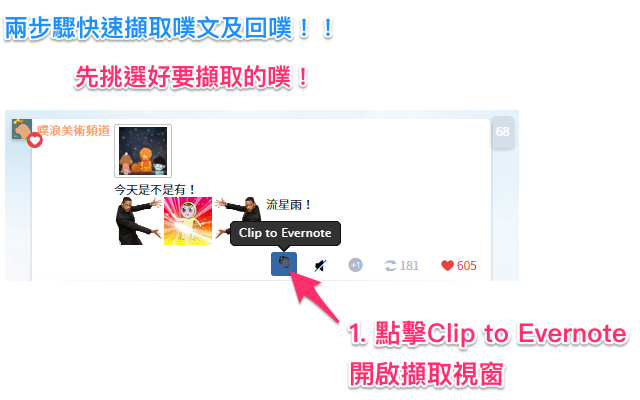 兩步驟快速擷取噗文及回噗！！
先挑選好要擷取的噗！
噗浪美術頻道
68
今天是不是有！
流星雨！
Clip to Evernote
+1 181 605
1. 點擊Clip to Evernote
開啟擷取視窗